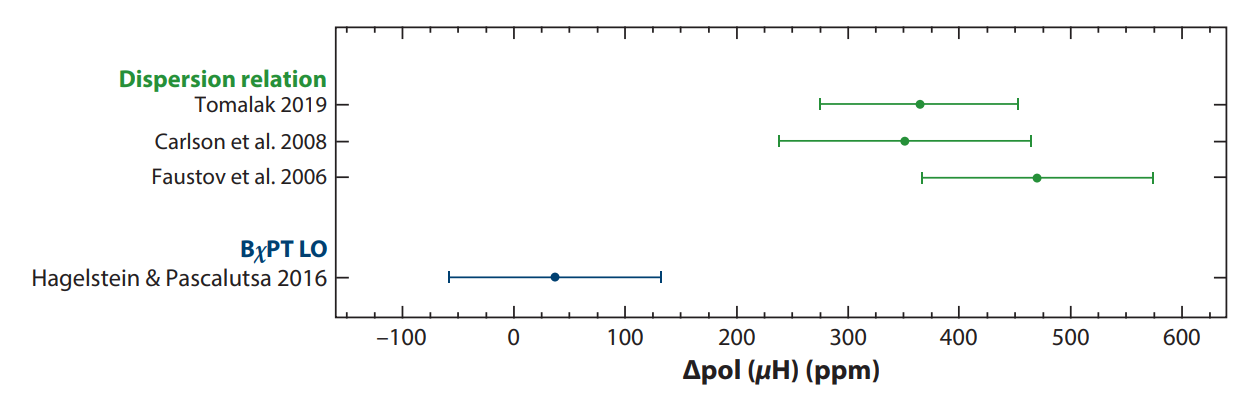 Dispersion relation
Tomalak 2019
Carlson et al. 2008
Faustov et al. 2006
BχPT LO
Hagelstein & Pascalutsa 2016
–100 0 100 200 300 400 500 600
Δpol (μH) (ppm)